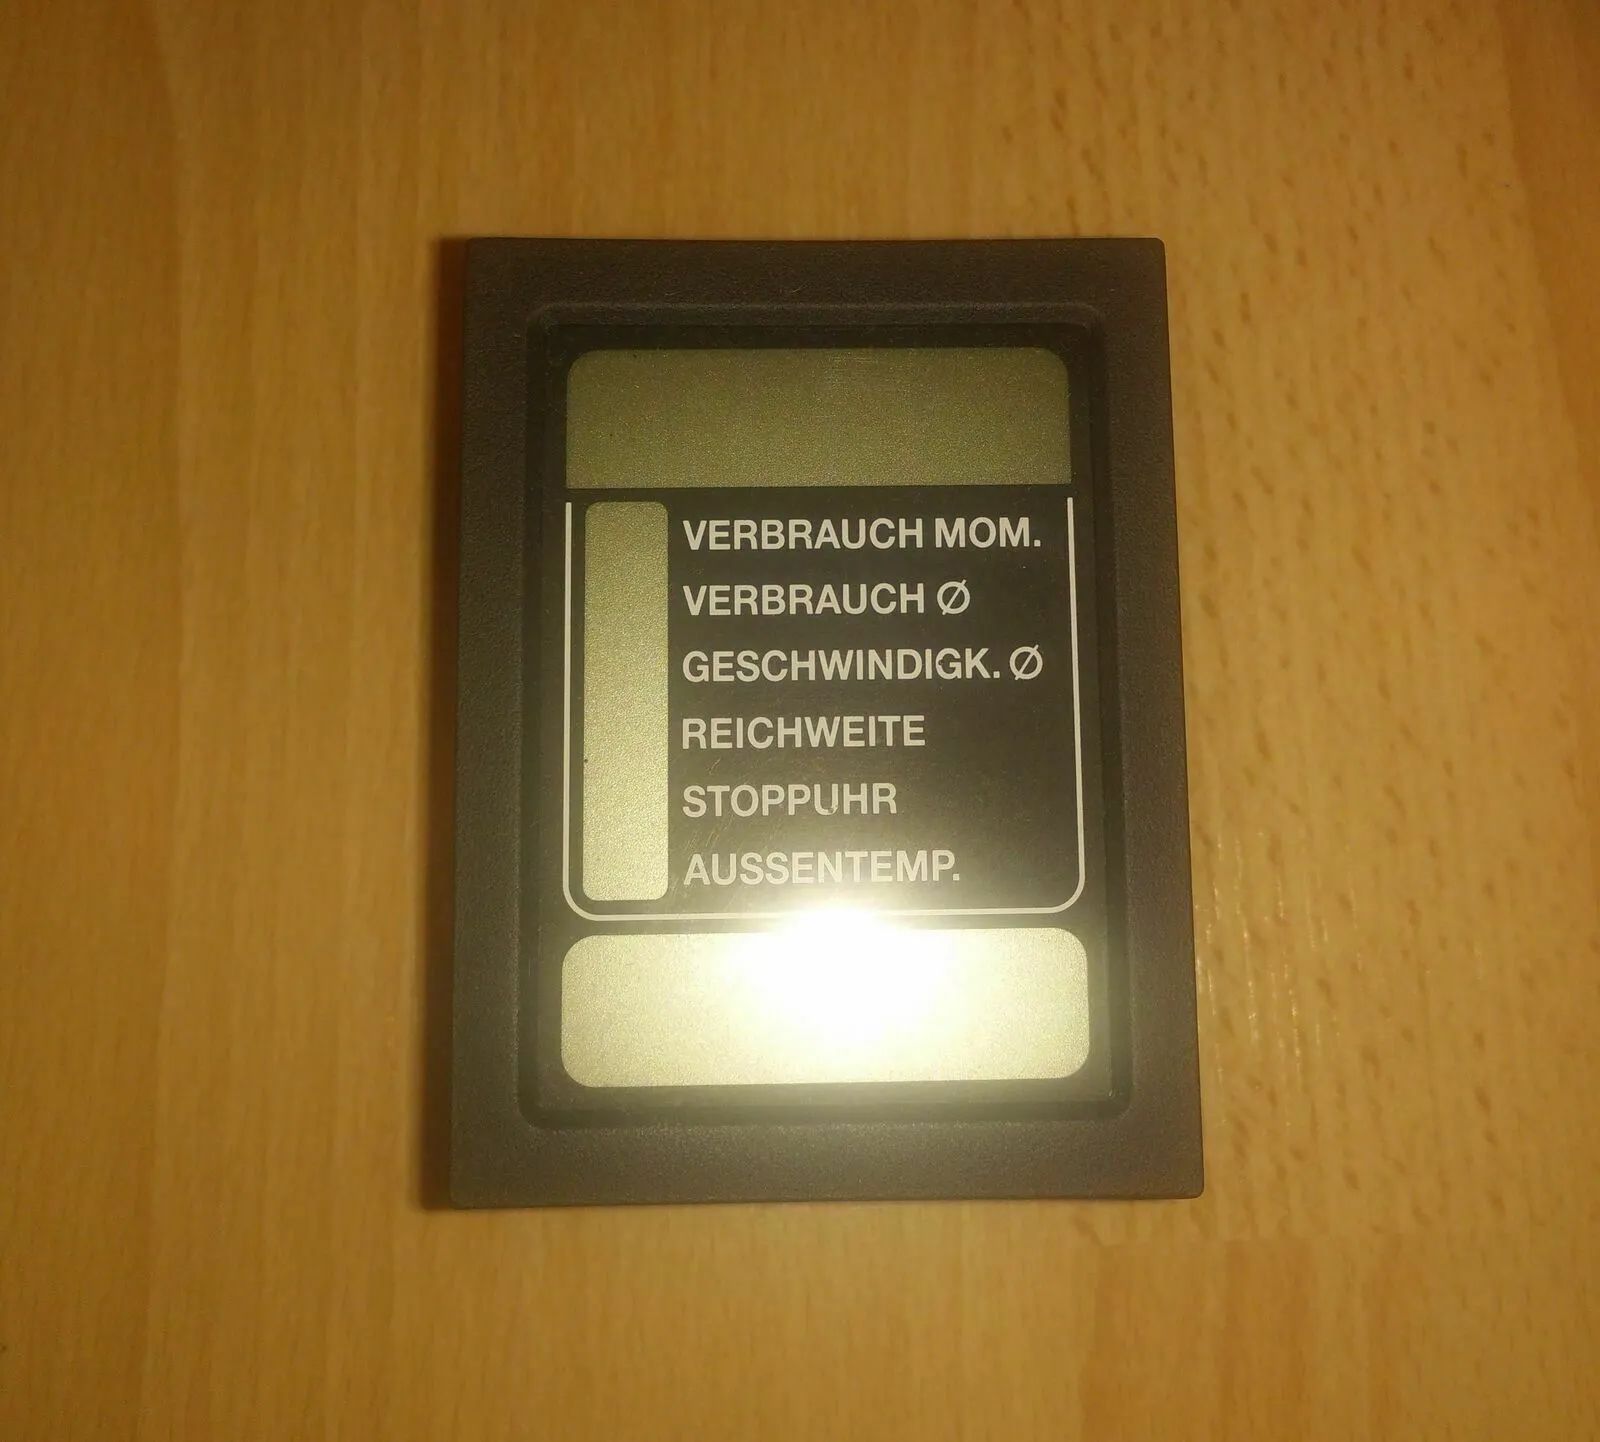 VERBRAUCH MOM.
VERBRAUCH Ø
GESCHWINDIGK. Ø
REICHWEITE
STOPPUHR
AUSSENTEMP.